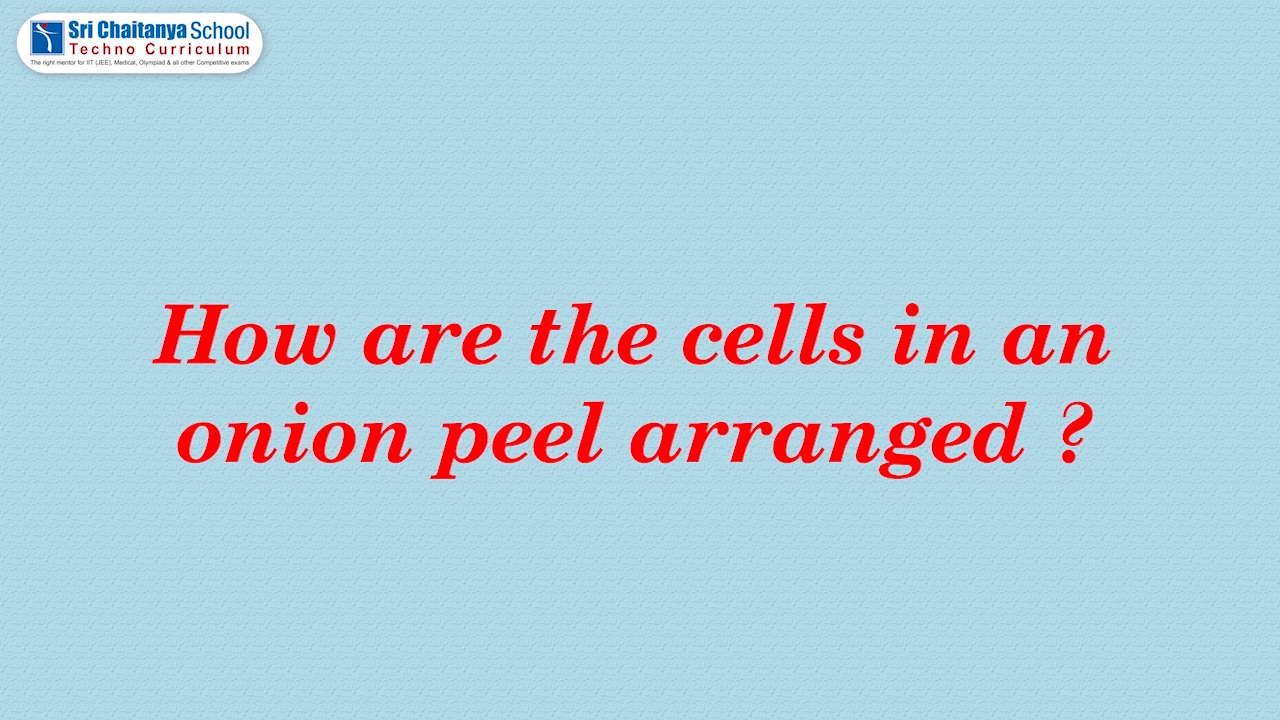 Sri Chaitanya School
Techno Curriculum
The right mentor for IIT (JEE), Medical, Olympiad & all other Competitive exams
How are the cells in an
onion peel arranged ?